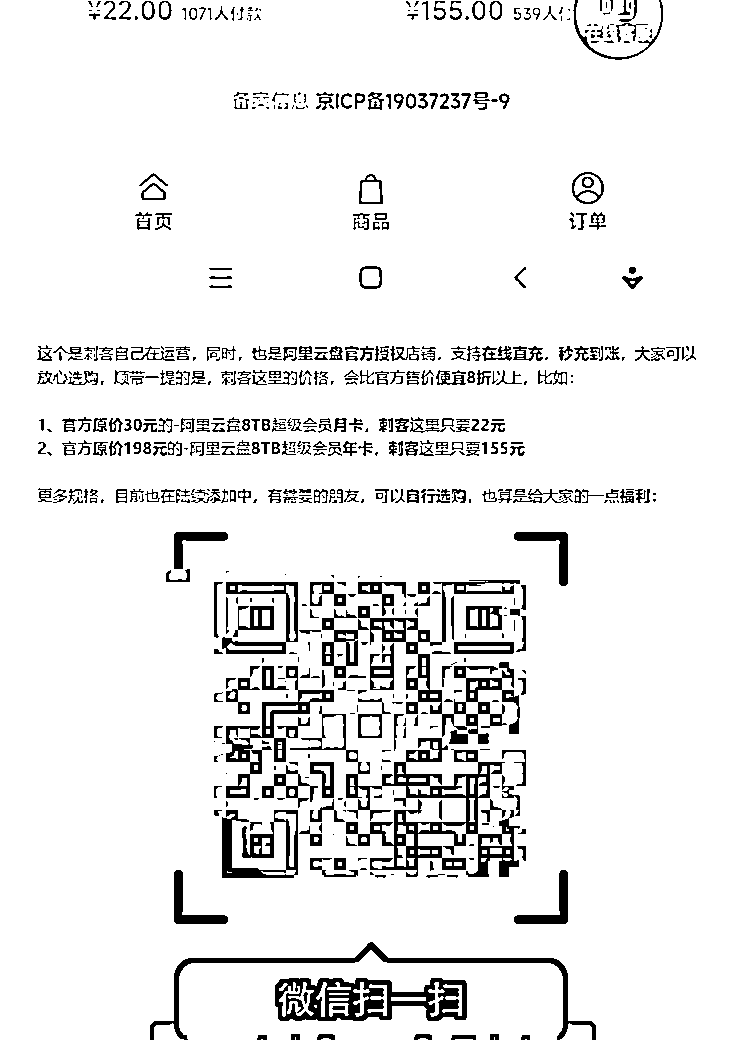 ¥22.00 1071人付款 ¥155.00 539人付
在线客服
备案信息 京ICP备19037237号-9
首页 商品 订单
这个是刺客自己在运营，同时，也是阿里云盘官方授权店铺，支持在线直充，秒充到账，大家可以
放心选购，顺带一提的是，刺客这里的价格，会比官方售价便宜8折以上，比如：
1、官方原价30元的-阿里云盘8TB超级会员月卡，刺客这里只要22元
2、官方原价198元的-阿里云盘8TB超级会员年卡，刺客这里只要155元
更多规格，目前也在陆续添加中，有需要的朋友，可以自行选购，也算是给大家的一点福利：
微信扫一扫